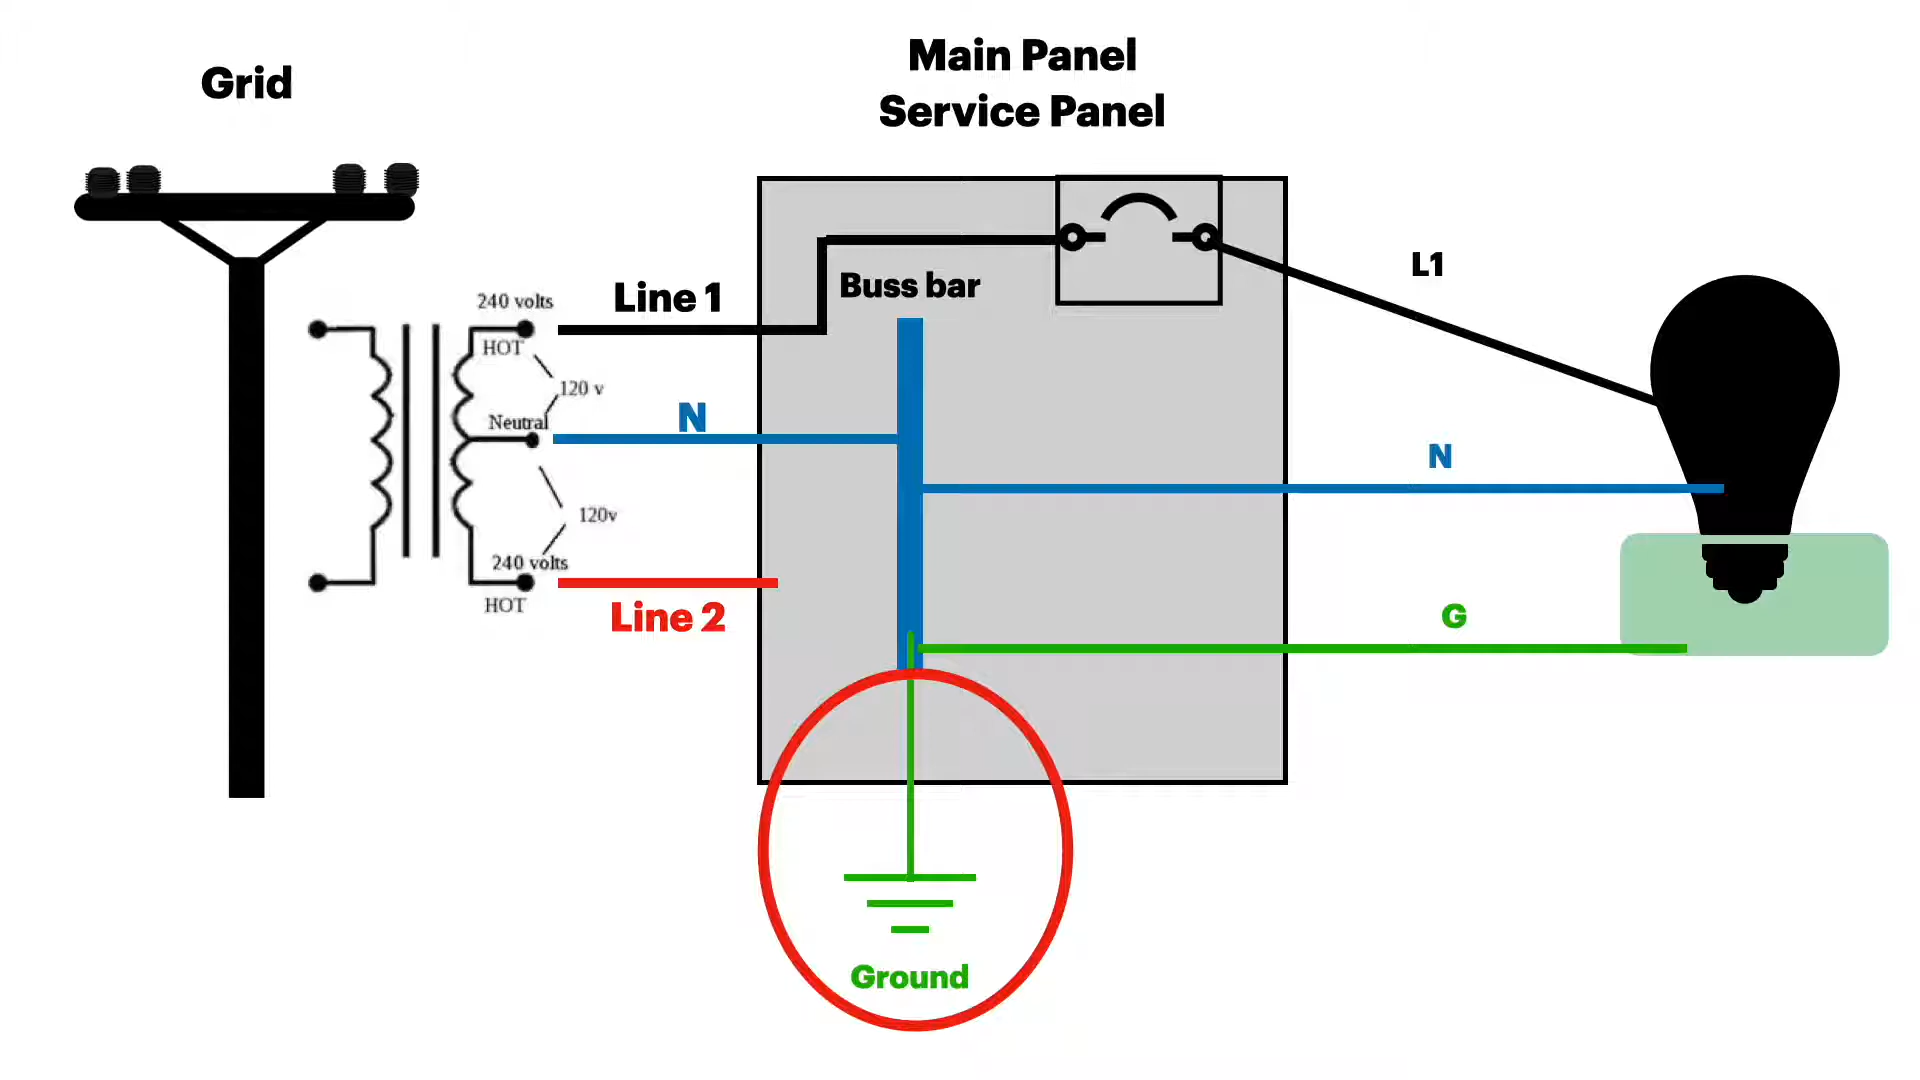 Grid
Main Panel
Service Panel
240 volts
HOT
Line 1
Buss bar
L1
120 v
Neutral
N
N
120v
240 volts
HOT
Line 2
G
Ground